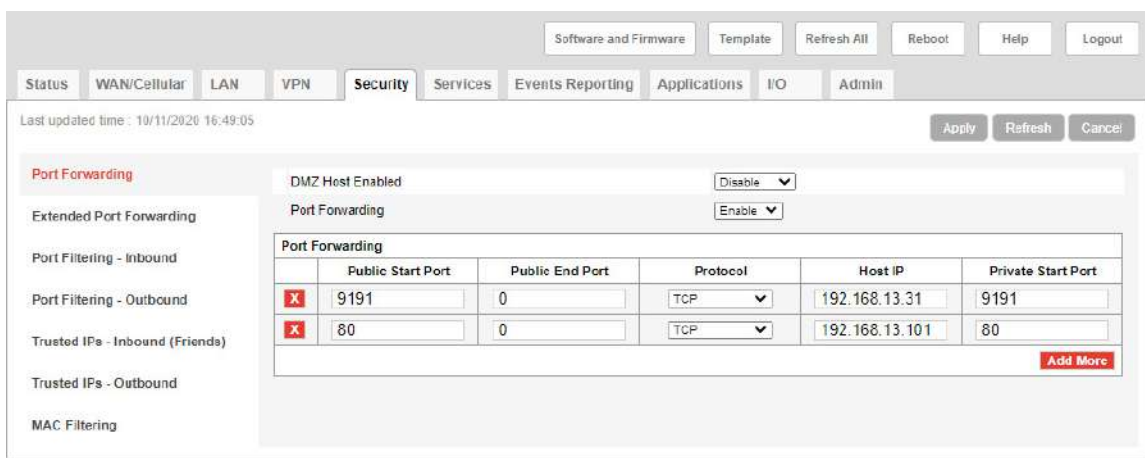 Software and Firmware Template Refresh All Reboot Help Logout
Status WAN/Cellular LAN VPN Security Services Events Reporting Applications I/O Admin
Last updated time : 10/11/2020 16:49:05
Apply Refresh Cancel
Port Forwarding
Extended Port Forwarding
Port Filtering - Inbound
Port Filtering - Outbound
Trusted IPs - Inbound (Friends)
Trusted IPs - Outbound
MAC Filtering
DMZ Host Enabled Disable
Port Forwarding Enable
Port Forwarding
Public Start Port Public End Port Protocol Host IP Private Start Port
X 9191 0 TCP 192.168.13.31 9191
X 80 0 TCP 192.168.13.101 80
Add More